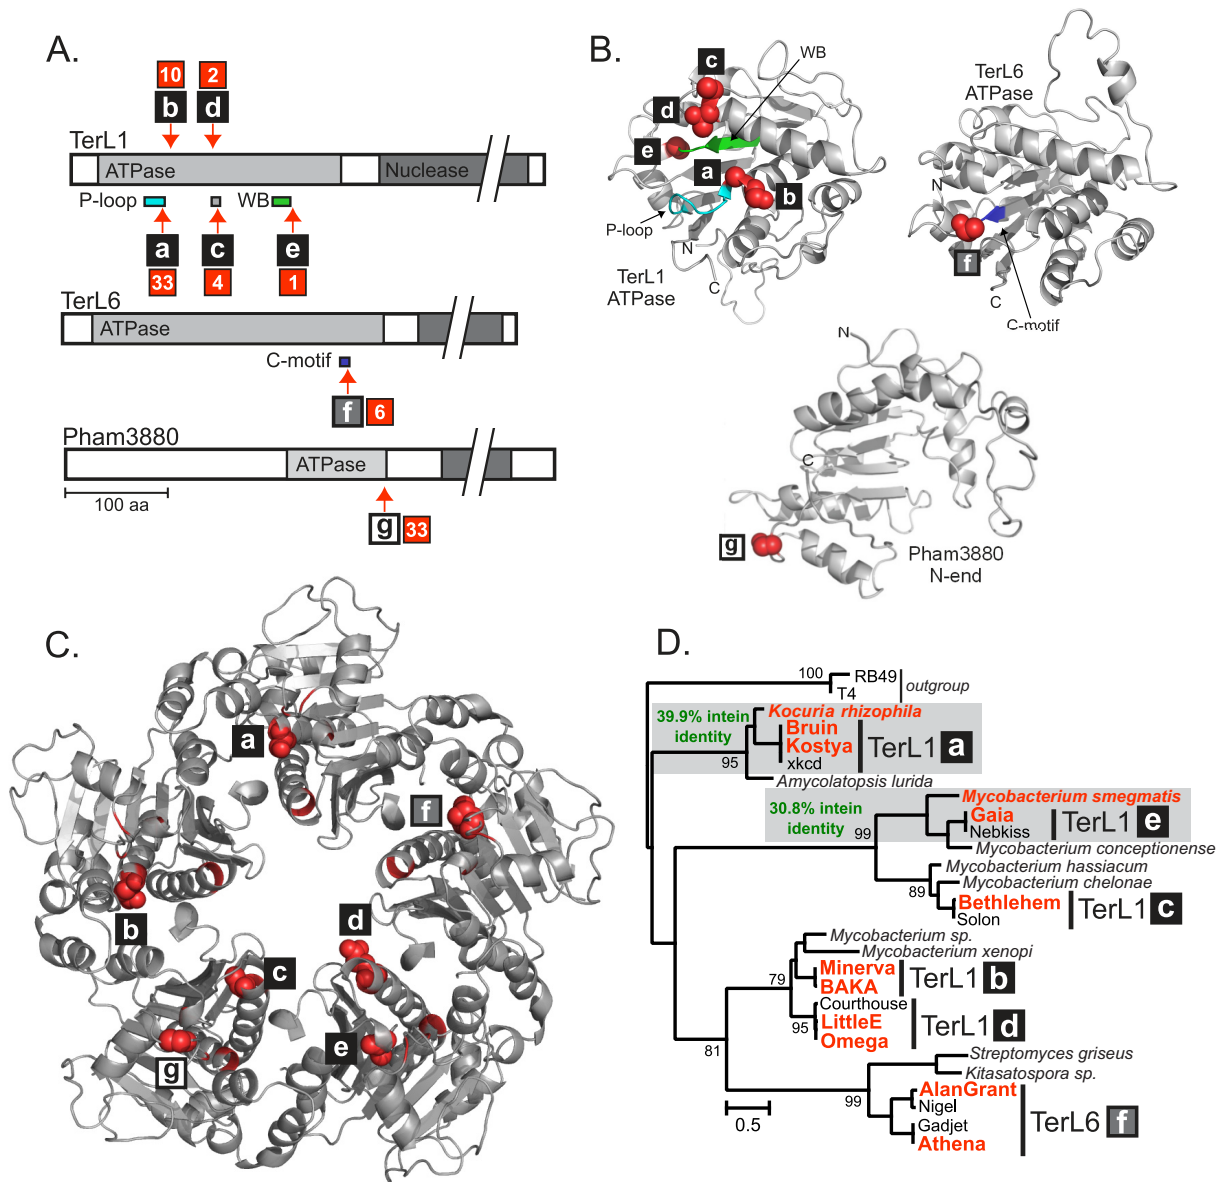 A.
10 2
b d
TerL1
ATPase Nuclease
P-loop WB
a c e
33 4 1
TerL6
ATPase
C-motif
f 6
Pham3880
ATPase
100 aa
g 33
B.
WB
c
d
e
a
b
P-loop
N
C
TerL1
ATPase
TerL6
ATPase
N
f
C
C-motif
N
C
g
Pham3880
N-end
C.
a
f
b
d
c
e
g
D.
100 RB49
T4
outgroup
39.9% intein
identity
Kocuria rhizophila
Bruin
Kostya
xkcd
TerL1 a
95
Amycolatopsis lurida
30.8% intein
identity
Mycobacterium smegmatis
Gaia
Nebkiss
TerL1 e
99
Mycobacterium conceptionense
Mycobacterium hassiacum
Mycobacterium chelonae
89
Bethlehem
Solon
TerL1 c
Mycobacterium sp.
Mycobacterium xenopi
79
Minerva
BAKA
TerL1 b
Courthouse
95 LittleE
Omega
TerL1 d
81
Streptomyces griseus
Kitasatospora sp.
99
AlanGrant
Nigel
Gadjet
Athena
TerL6 f
0.5